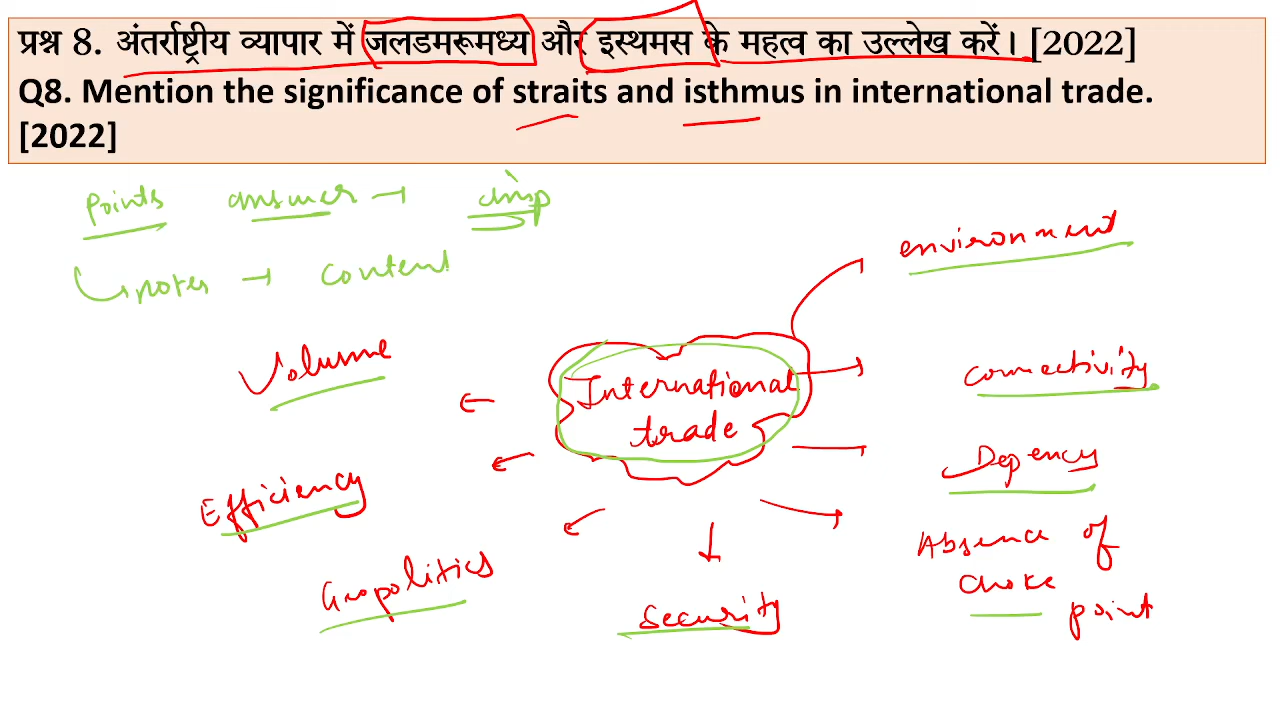 प्रश्न 8. अंतर्राष्ट्रीय व्यापार में जलडमरूमध्य और इस्थमस के महत्व का उल्लेख करें। [2022]
Q8. Mention the significance of straits and isthmus in international trade.
[2022]
Points answer → imp
notes → content
environment
Volume
International
trade
connectivity
Depency
Efficiency
Absence of
choke
point
Geopolitics
security